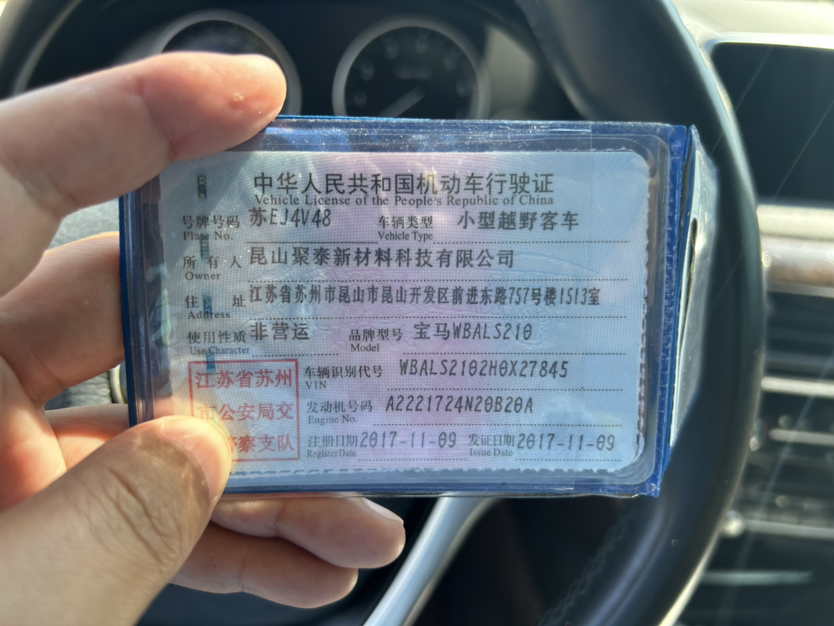 中华人民共和国机动车行驶证
Vehicle License of the People's Republic of China
号牌号码 苏EJ4V48 车辆类型 小型越野客车
Plate No. Vehicle Type
所有人 昆山聚泰新材料科技有限公司
Owner
住址 江苏省苏州市昆山市昆山开发区前进东路757号楼1513室
Address
使用性质 非营运 品牌型号 宝马WBALS210
Use Character Model
江苏省苏州
市公安局交
警察支队
车辆识别代号 WBALS2102H0X27845
VIN
发动机号码 A2221724N20B20A
Engine No.
注册日期 2017-11-09 发证日期 2017-11-09
Register Date Issue Date